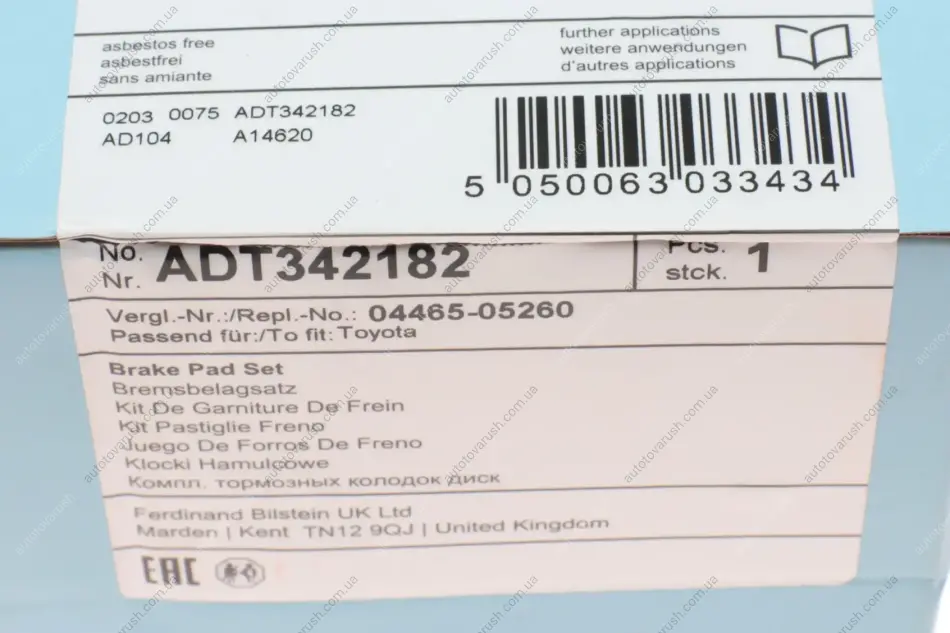 asbestos free
asbestfrei
sans amiante
further applications
weitere anwendungen
d'autres applications
0203 0075 ADT342182
AD104 A14620
5 050063 033434
No. ADT342182
Nr.
Pcs. 1
stck.
Vergl.-Nr.:/Repl.-No.: 04465-05260
Passend für:/To fit: Toyota
Brake Pad Set
Bremsbelagsatz
Kit De Garniture De Frein
Kit Pastiglie Freno
Juego De Forros De Freno
Klocki Hamulcowe
Компл. тормозных колодок диск
Ferdinand Bilstein UK Ltd
Marden | Kent TN12 9QJ | United Kingdom
EAC
autotovarush.com.ua